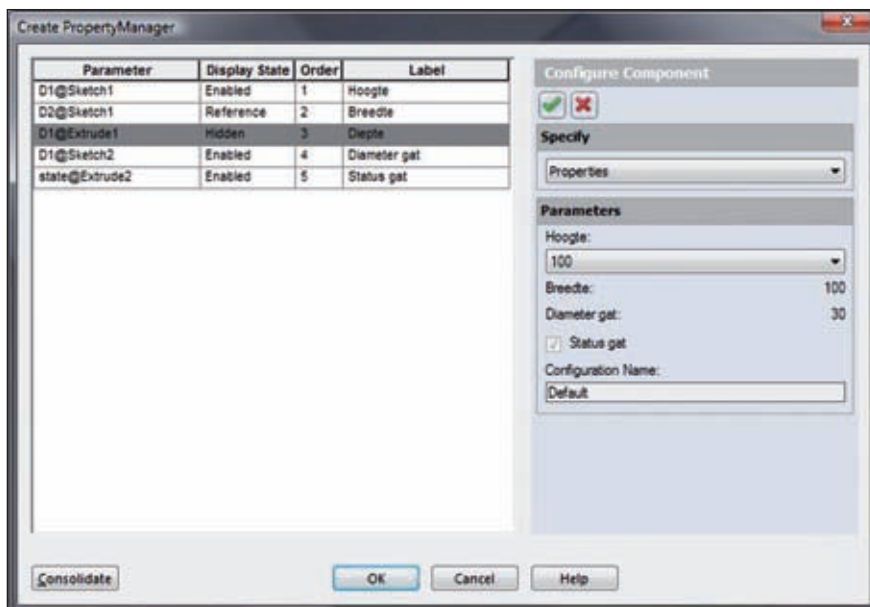 Create PropertyManager
Parameter Display State Order Label
D1@Sketch1 Enabled 1 Hoogte
D2@Sketch1 Reference 2 Breedte
D1@Extrude1 Hidden 3 Diepte
D1@Sketch2 Enabled 4 Diameter gat
state@Extrude2 Enabled 5 Status gat
Configure Component
Specify
Properties
Parameters
Hoogte:
100
Breedte: 100
Diameter gat: 30
Status gat
Configuration Name:
Default
Consolidate OK Cancel Help